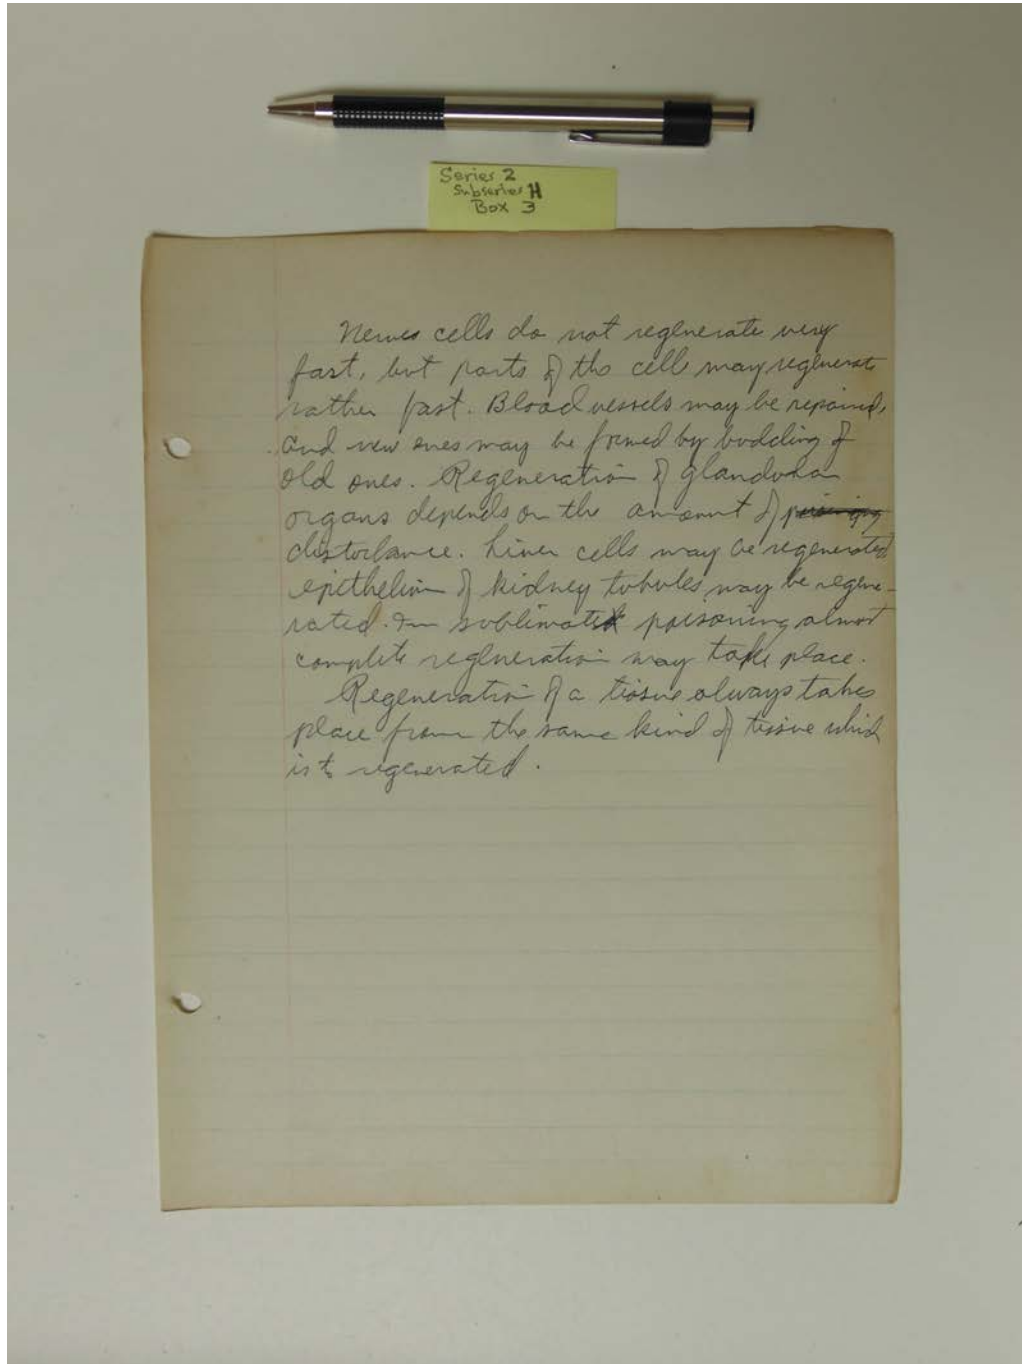 Series 2
Subseries H
Box 3
Nerves cells do not regenerate very
fast, but parts of the cell may regenerate
rather fast. Blood vessels may be repaired,
and new ones may be formed by budding of
old ones. Regeneration of glandular
organs depends on the amount of
disturbance. Liver cells may be regenerated
epithelium of kidney tubules may be regene-
rated. In sublimate poisoning almost
complete regeneration may take place.
Regeneration of a tissue always takes
place from the same kind of tissue which
is to regenerated.